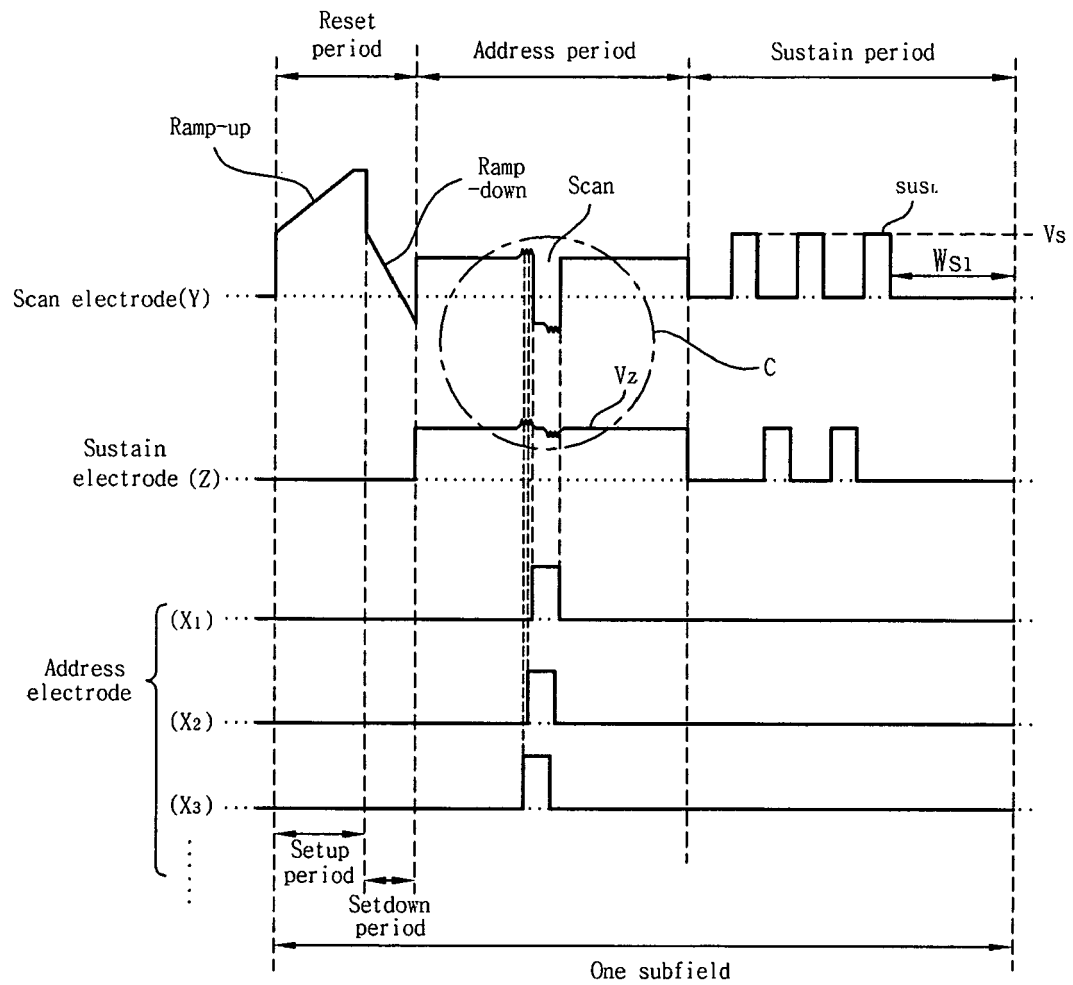 Reset
period
Address period
Sustain period
Ramp-up
Ramp
-down
Scan
susL
Vs
Ws1
Scan electrode(Y)
C
Vz
Sustain
electrode (Z)
(X1)
Address
electrode
(X2)
(X3)
Setup
period
Setdown
period
One subfield